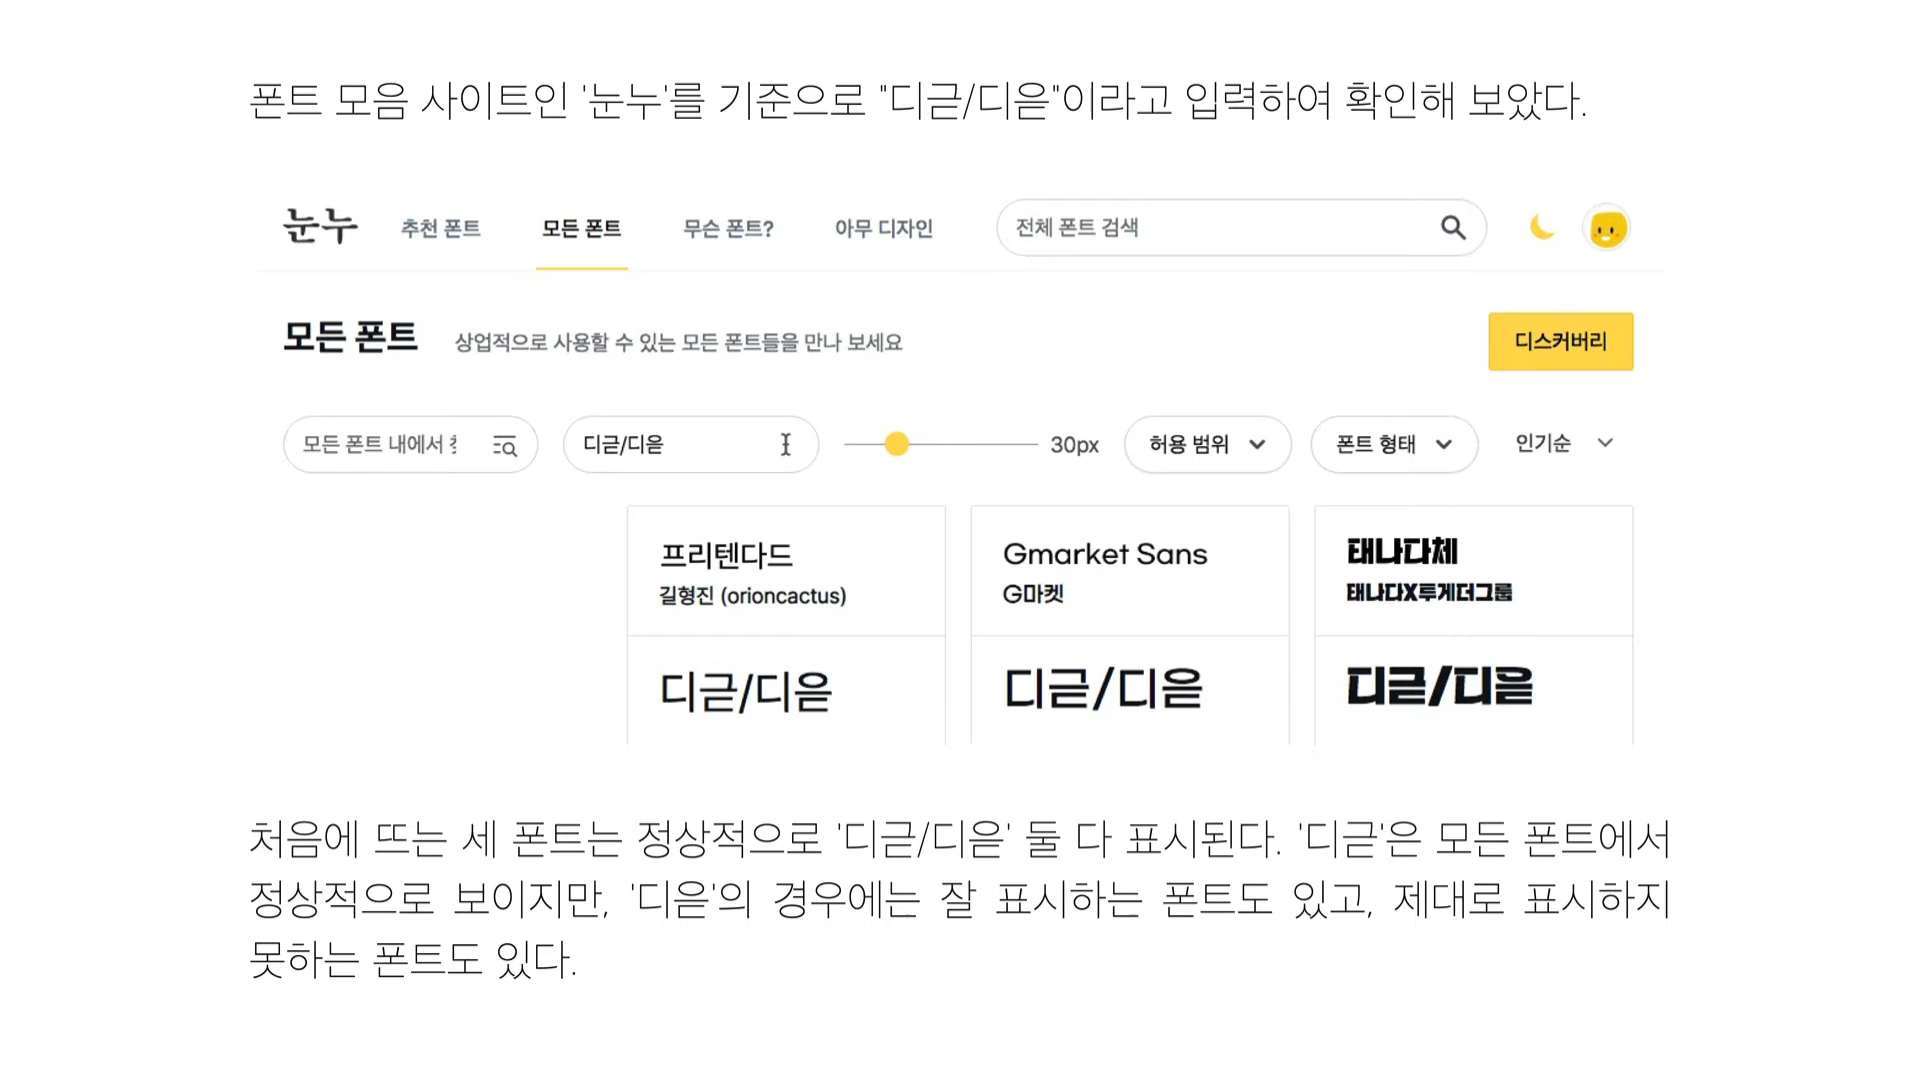 폰트 모음 사이트인 '눈누'를 기준으로 "디귿/디읃"이라고 입력하여 확인해 보았다.
눈누 추천 폰트 모든 폰트 무슨 폰트? 아무 디자인 전체 폰트 검색
모든 폰트 상업적으로 사용할 수 있는 모든 폰트들을 만나 보세요 디스커버리
모든 폰트 내에서 디귿/디읃 30px 허용 범위 폰트 형태 인기순
프리텐다드 Gmarket Sans 태나다체
길형진 (orioncactus) G마켓 태나다X투게더그룹
디귿/디읃 디귿/디읃 디귿/디읃
처음에 뜨는 세 폰트는 정상적으로 '디귿/디읃' 둘 다 표시된다. '디귿'은 모든 폰트에서
정상적으로 보이지만, '디읃'의 경우에는 잘 표시하는 폰트도 있고, 제대로 표시하지
못하는 폰트도 있다.